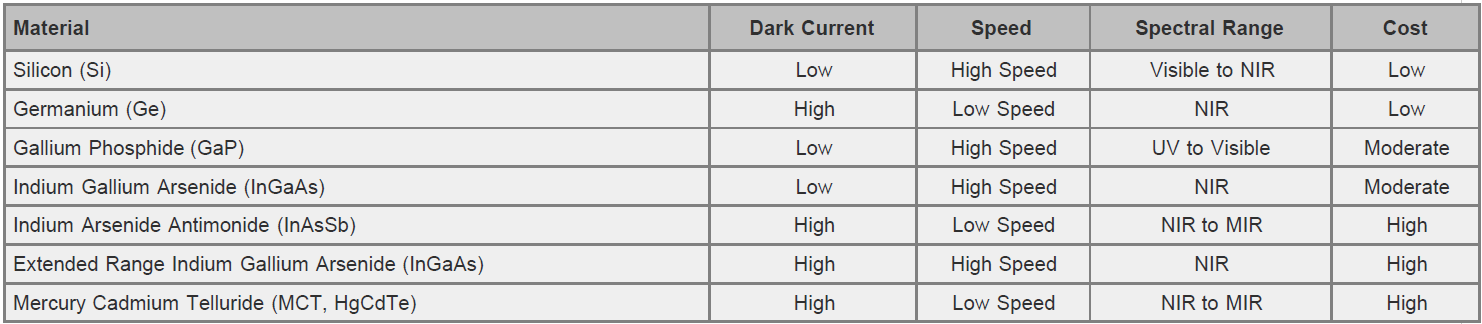 Material Dark Current Speed Spectral Range Cost
Silicon (Si) Low High Speed Visible to NIR Low
Germanium (Ge) High Low Speed NIR Low
Gallium Phosphide (GaP) Low High Speed UV to Visible Moderate
Indium Gallium Arsenide (InGaAs) Low High Speed NIR Moderate
Indium Arsenide Antimonide (InAsSb) High Low Speed NIR to MIR High
Extended Range Indium Gallium Arsenide (InGaAs) High High Speed NIR High
Mercury Cadmium Telluride (MCT, HgCdTe) High Low Speed NIR to MIR High